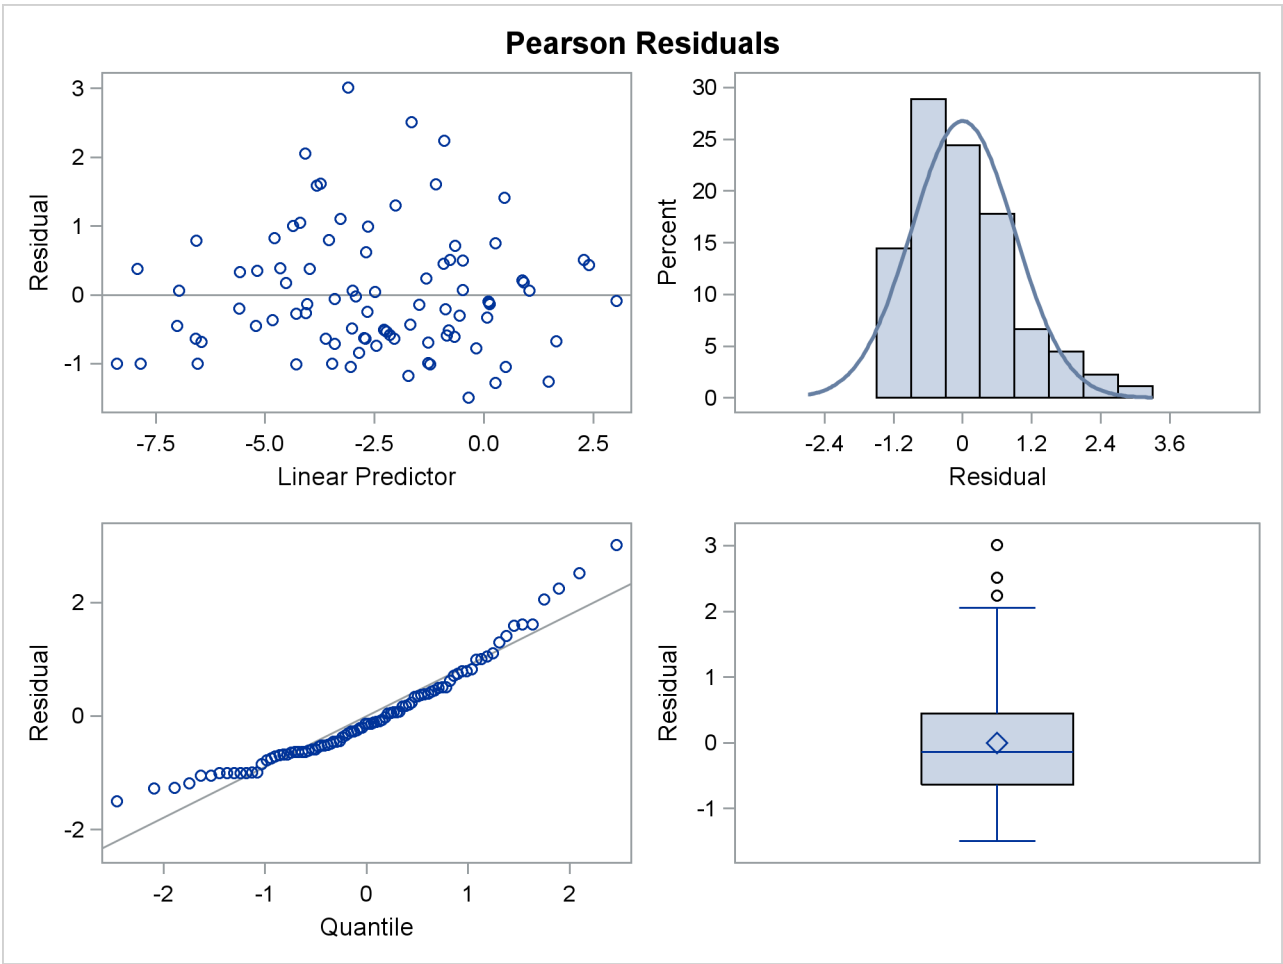 Pearson Residuals
3
2
1
0
-1
Residual
-7.5 -5.0 -2.5 0.0 2.5
Linear Predictor
30
25
20
15
10
5
0
Percent
-2.4 -1.2 0 1.2 2.4 3.6
Residual
2
0
-2
Residual
-2 -1 0 1 2
Quantile
3
2
1
0
-1
Residual